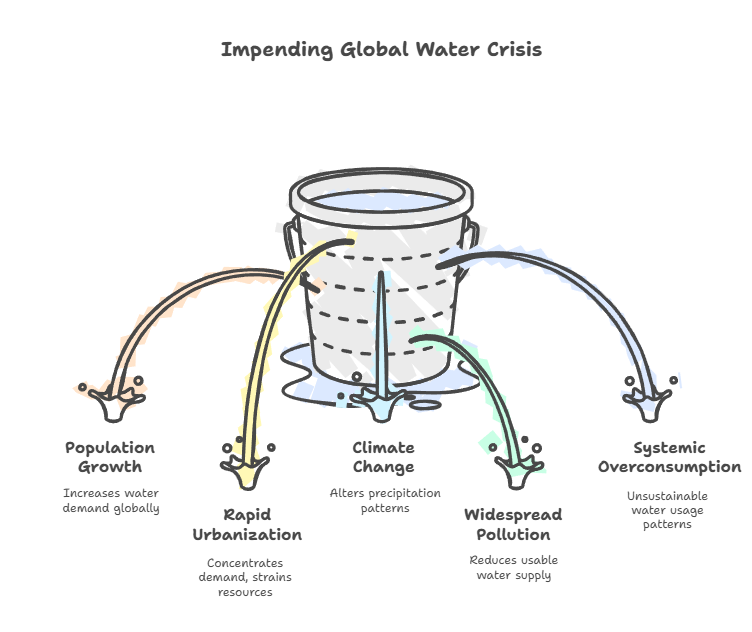 Impending Global Water Crisis
Population
Growth
Increases water
demand globally
Rapid
Urbanization
Concentrates
demand, strains
resources
Climate
Change
Alters precipitation
patterns
Widespread
Pollution
Reduces usable
water supply
Systemic
Overconsumption
Unsustainable
water usage
patterns